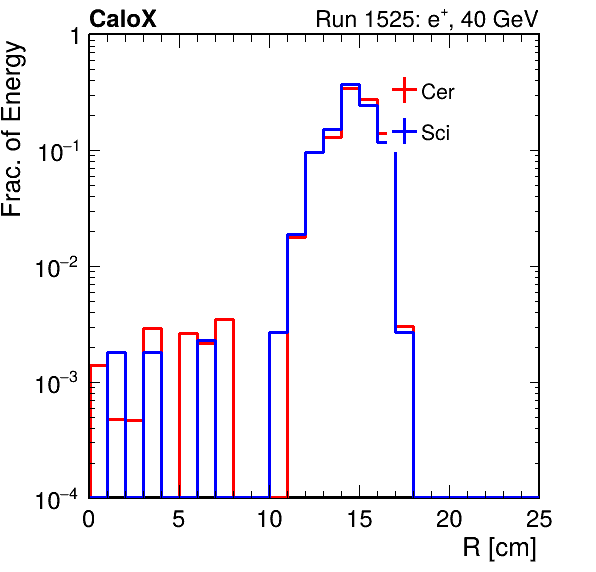 CaloX Run 1525: e⁺, 40 GeV
Frac. of Energy
1
10⁻¹
10⁻²
10⁻³
10⁻⁴
Cer
Sci
0 5 10 15 20 25
R [cm]